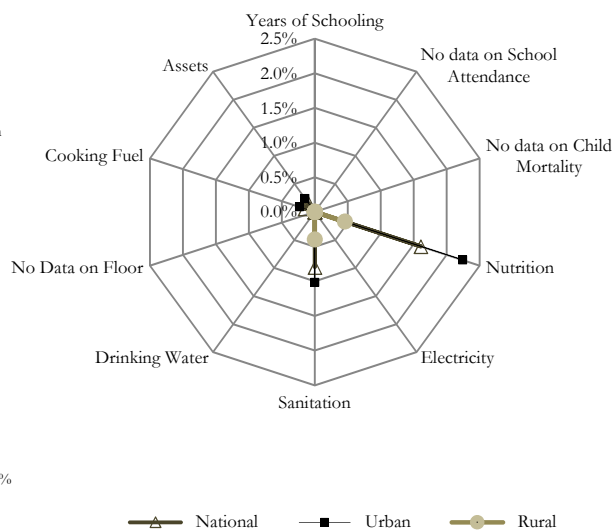 Years of Schooling
2.5%
No data on School
Attendance
Assets
2.0%
1.5%
1.0%
0.5%
0.0%
Cooking Fuel
No data on Child
Mortality
No Data on Floor
Nutrition
Drinking Water
Electricity
Sanitation
%
National
Urban
Rural